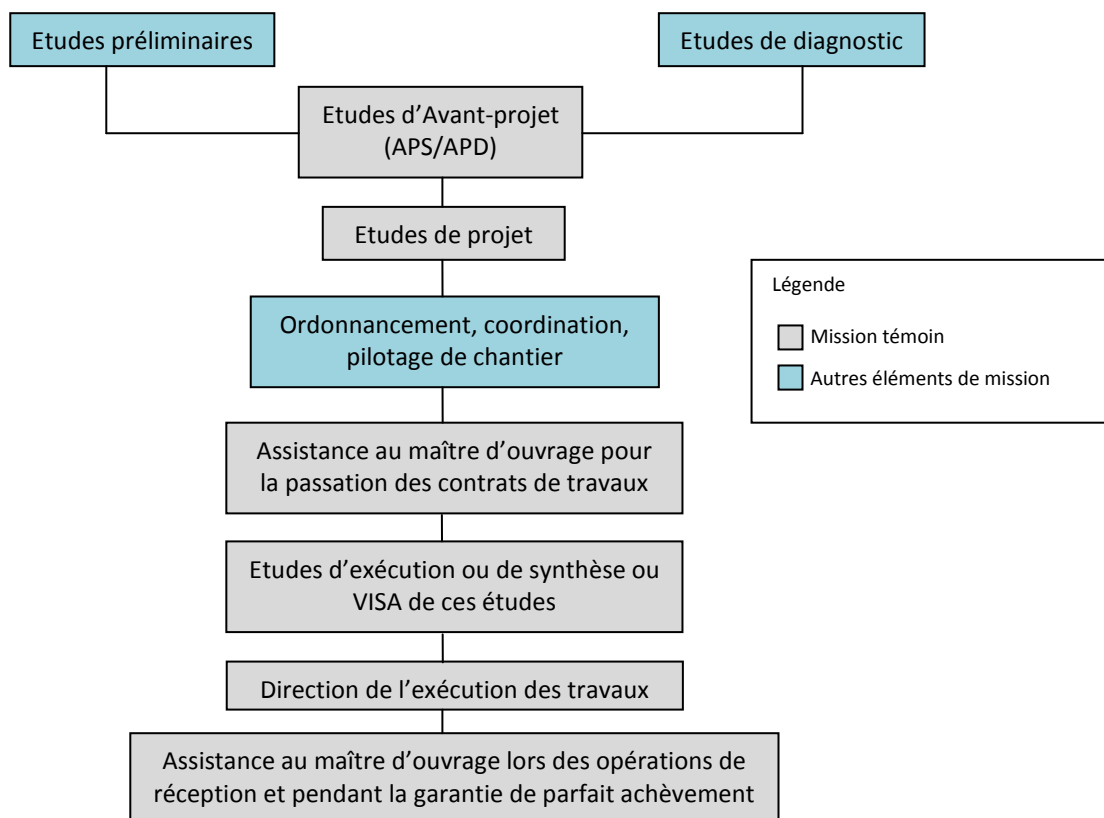 Etudes préliminaires
Etudes de diagnostic
Etudes d’Avant-projet
(APS/APD)
Etudes de projet
Ordonnancement, coordination,
pilotage de chantier
Assistance au maître d’ouvrage pour
la passation des contrats de travaux
Etudes d’exécution ou de synthèse ou
VISA de ces études
Direction de l’exécution des travaux
Assistance au maître d’ouvrage lors des opérations de
réception et pendant la garantie de parfait achèvement
Légende
Mission témoin
Autres éléments de mission